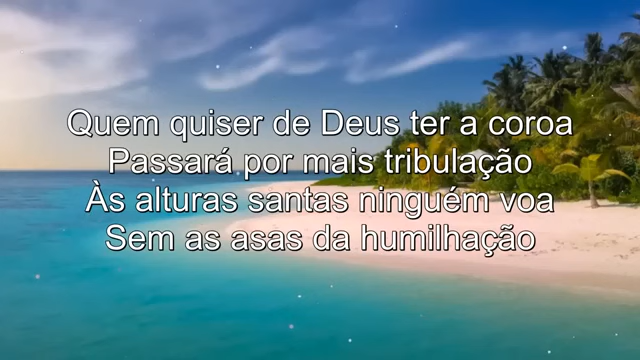 Quem quiser de Deus ter a coroa
Passará por mais tribulação
Às alturas santas ninguém voa
Sem as asas da humilhação